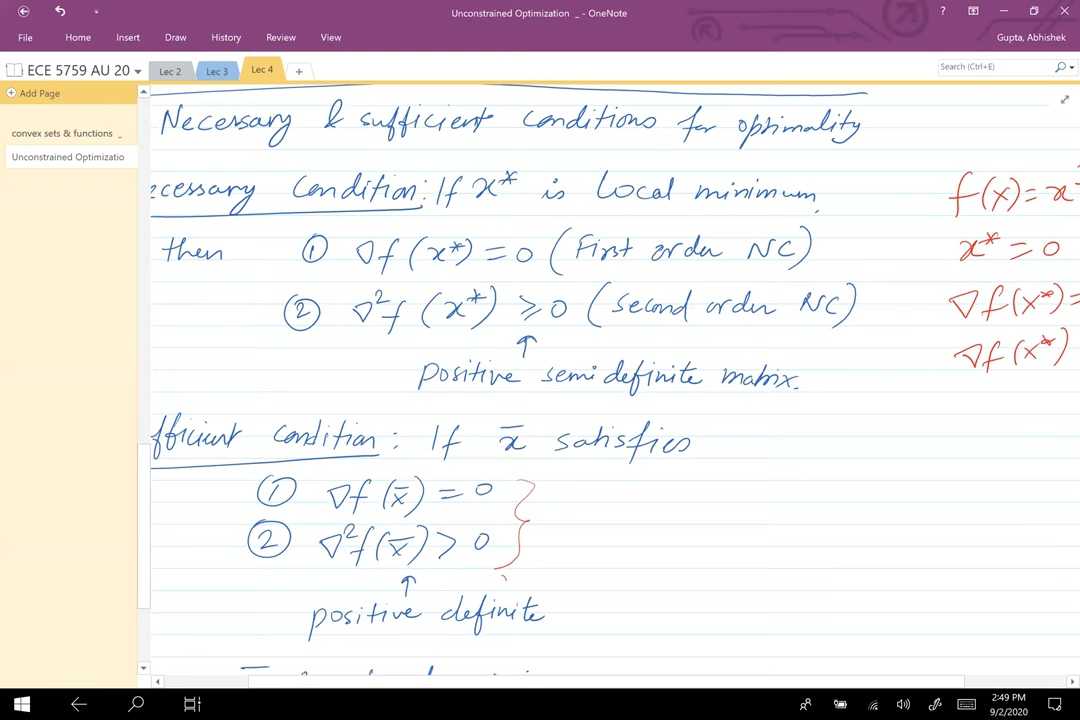 Unconstrained Optimization _ - OneNote
File Home Insert Draw History Review View
Gupta, Abhishek
ECE 5759 AU 20
Lec 2 Lec 3 Lec 4
Search (Ctrl+E)
Add Page
convex sets & functions _
Unconstrained Optimizatio
Necessary & sufficient conditions for optimality
ecessary Condition: If x* is local minimum,
then ① ∇f(x*) = 0 (First order NC)
② ∇²f(x*) ≥ 0 (Second order NC)
↑
positive semidefinite matrix.
fficient condition: If x̄ satisfies
① ∇f(x̄) = 0
② ∇²f(x̄) > 0
↑
positive definite
f(x) = x
x* = 0
∇f(x*) =
∇f(x*)
2:49 PM
9/2/2020